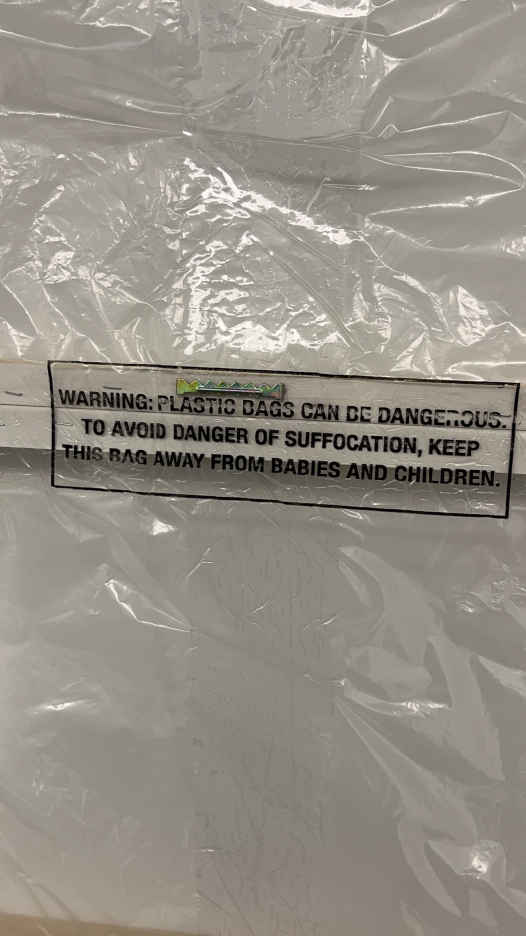 WARNING: PLASTIC BAGS CAN BE DANGEROUS.
TO AVOID DANGER OF SUFFOCATION, KEEP
THIS BAG AWAY FROM BABIES AND CHILDREN.